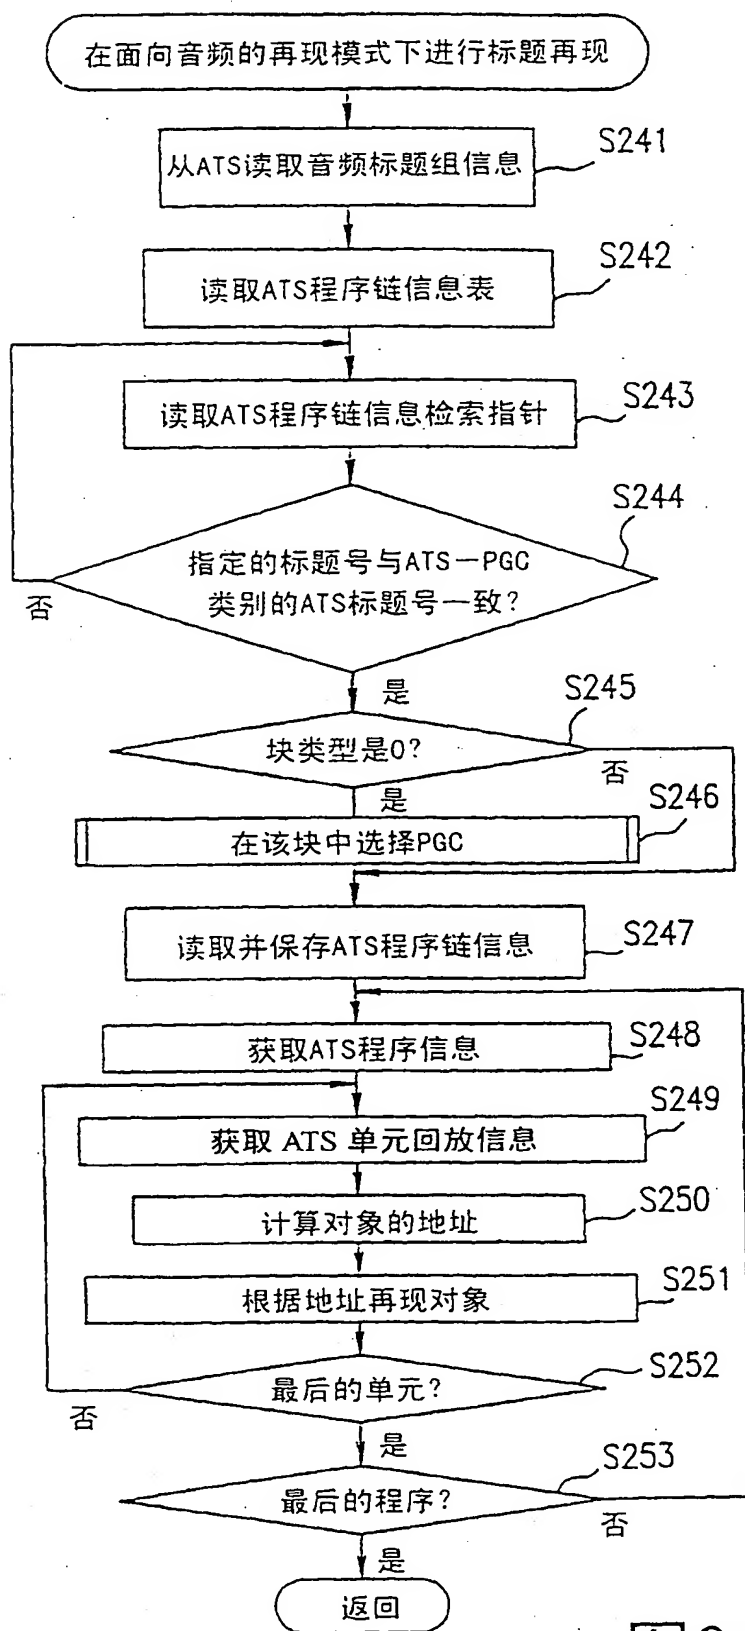 在面向音频的再现模式下进行标题再现
S241
从ATS读取音频标题组信息
S242
读取ATS程序链信息表
S243
读取ATS程序链信息检索指针
S244
指定的标题号与ATS－PGC
类别的ATS标题号一致？
否
是
S245
块类型是0？
否
是
S246
在该块中选择PGC
S247
读取并保存ATS程序链信息
S248
获取ATS程序信息
S249
获取 ATS 单元回放信息
S250
计算对象的地址
S251
根据地址再现对象
S252
最后的单元？
否
是
S253
最后的程序？
否
是
返回